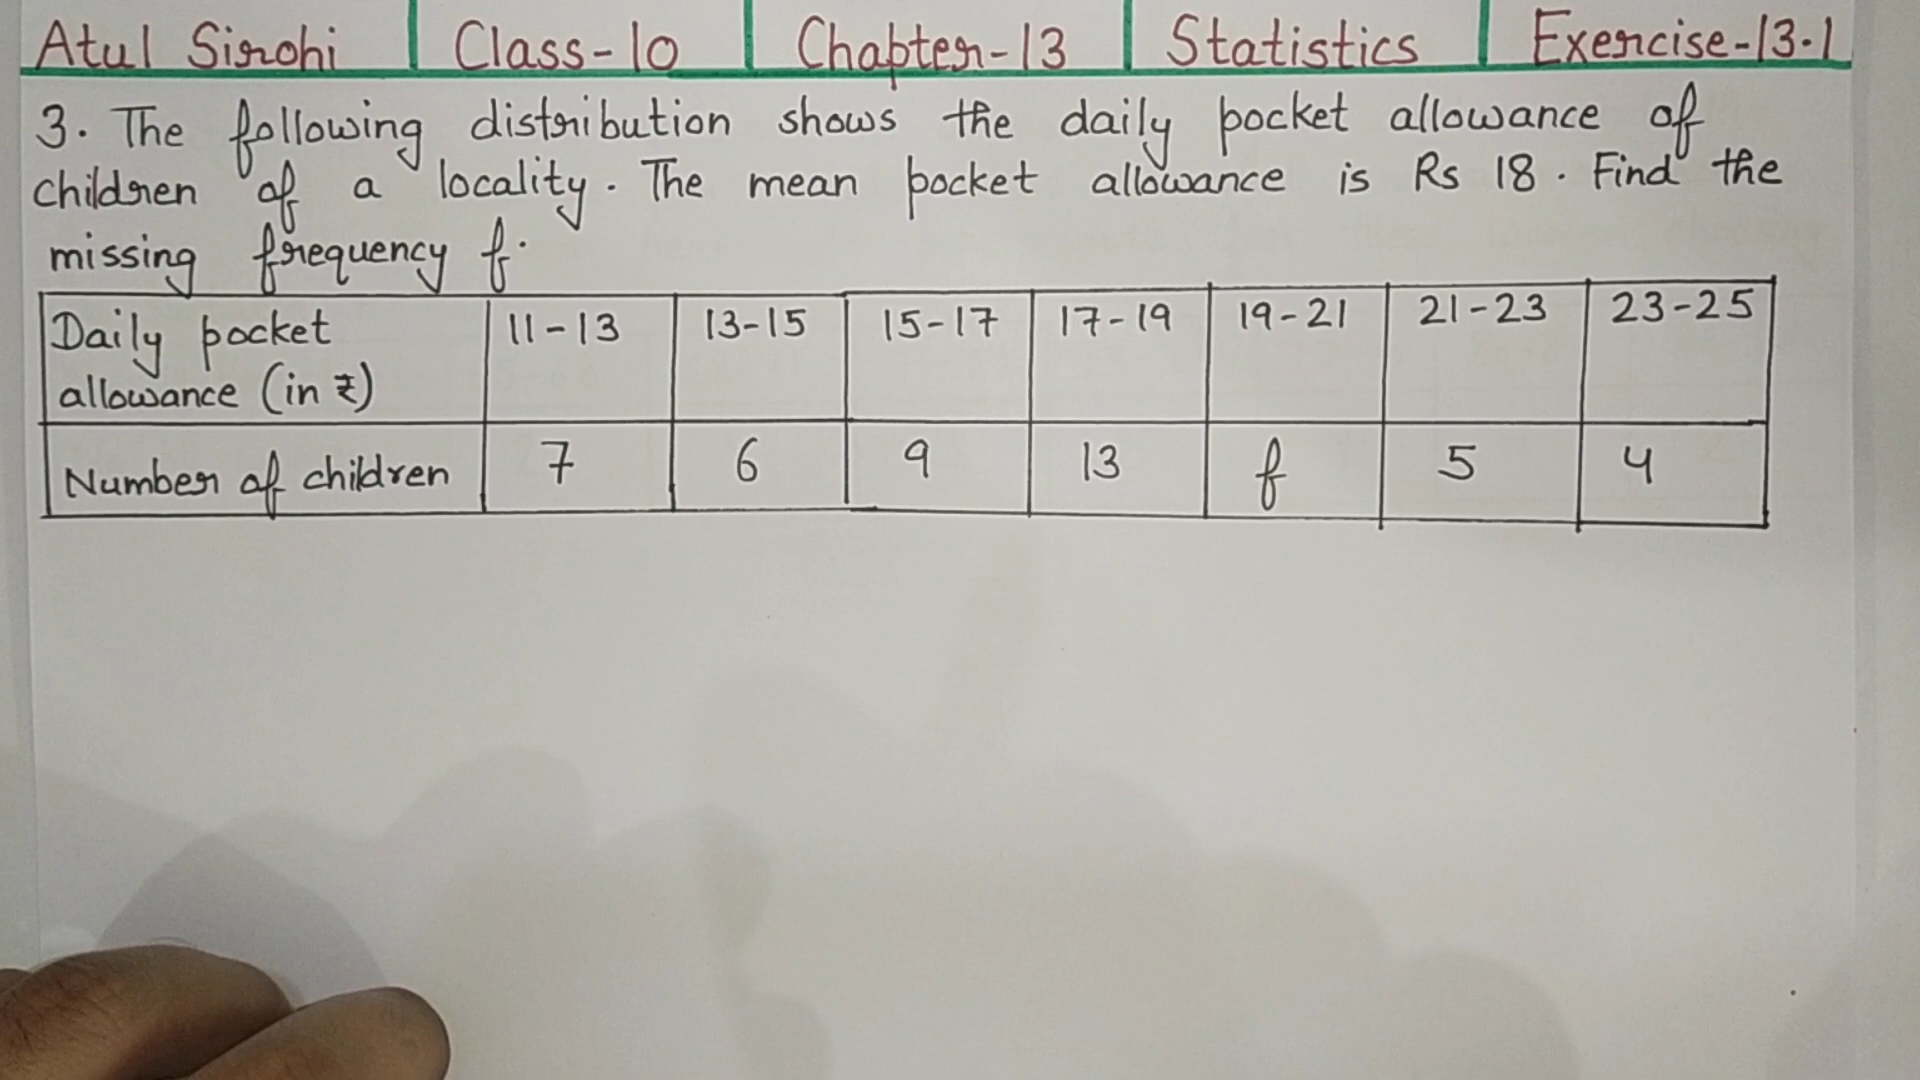 Atul Sirohi | Class-10 | Chapter-13 | Statistics | Exercise-13.1
3. The following distribution shows the daily pocket allowance of
children of a locality. The mean pocket allowance is Rs 18. Find the
missing frequency f.
Daily pocket allowance (in ₹) | 11-13 | 13-15 | 15-17 | 17-19 | 19-21 | 21-23 | 23-25
Number of children | 7 | 6 | 9 | 13 | f | 5 | 4